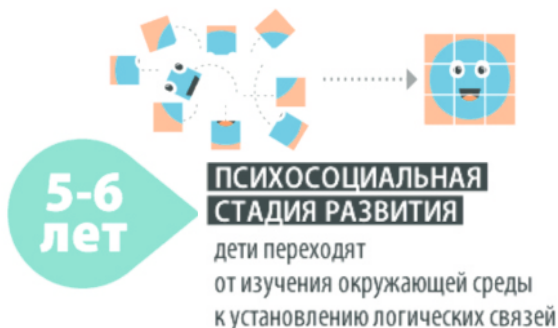 5-6
лет
ПСИХОСОЦИАЛЬНАЯ
СТАДИЯ РАЗВИТИЯ
дети переходят
от изучения окружающей среды
к установлению логических связей